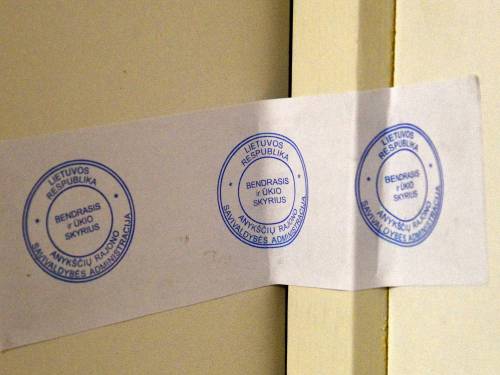 LIETUVOS
RESPUBLIKA
BENDRASIS
ir ŪKIO
SKYRIUS
ANYKŠČIŲ RAJONO
SAVIVALDYBĖS ADMINISTRACIJA
LIETUVOS
RESPUBLIKA
BENDRASIS
ir ŪKIO
SKYRIUS
ANYKŠČIŲ RAJONO
SAVIVALDYBĖS ADMINISTRACIJA
LIETUVOS
RESPUBLIKA
BENDRASIS
ir ŪKIO
SKYRIUS
ANYKŠČIŲ RAJONO
SAVIVALDYBĖS ADMINISTRACIJA